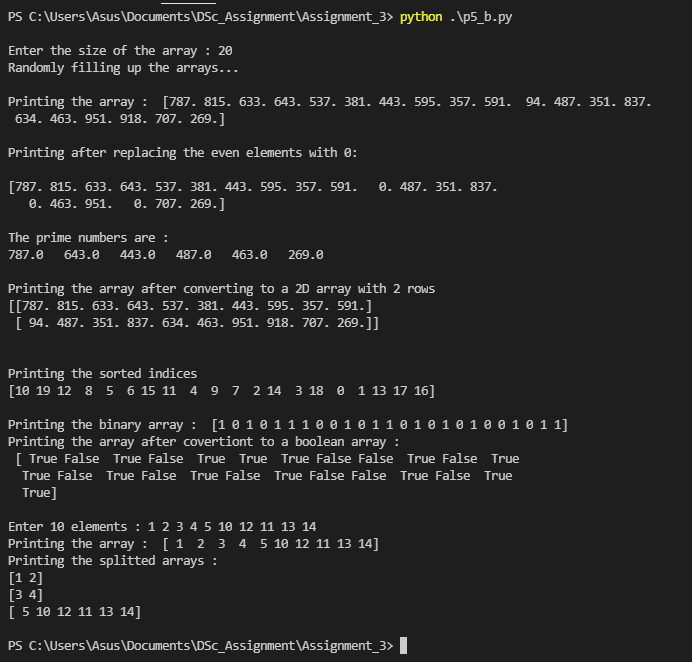 PS C:\Users\Asus\Documents\DSc_Assignment\Assignment_3> python .\p5_b.py
Enter the size of the array : 20
Randomly filling up the arrays...
Printing the array :  [787. 815. 633. 643. 537. 381. 443. 595. 357. 591.  94. 487. 351. 837.
 634. 463. 951. 918. 707. 269.]
Printing after replacing the even elements with 0:
[787. 815. 633. 643. 537. 381. 443. 595. 357. 591.   0. 487. 351. 837.
   0. 463. 951.   0. 707. 269.]
The prime numbers are :
787.0   643.0   443.0   487.0   463.0   269.0
Printing the array after converting to a 2D array with 2 rows
[[787. 815. 633. 643. 537. 381. 443. 595. 357. 591.]
 [ 94. 487. 351. 837. 634. 463. 951. 918. 707. 269.]]
Printing the sorted indices
[10 19 12  8  5  6 15 11  4  9  7  2 14  3 18  0  1 13 17 16]
Printing the binary array :  [1 0 1 0 1 1 1 0 0 1 0 1 1 0 1 0 1 0 1 0 0 1 0 1 1]
Printing the array after covertiont to a boolean array :
 [ True False  True False  True  True  True False False  True False  True
  True False  True False  True False  True False False  True False  True
  True]
Enter 10 elements : 1 2 3 4 5 10 12 11 13 14
Printing the array :  [ 1  2  3  4  5 10 12 11 13 14]
Printing the splitted arrays :
[1 2]
[3 4]
[ 5 10 12 11 13 14]
PS C:\Users\Asus\Documents\DSc_Assignment\Assignment_3>